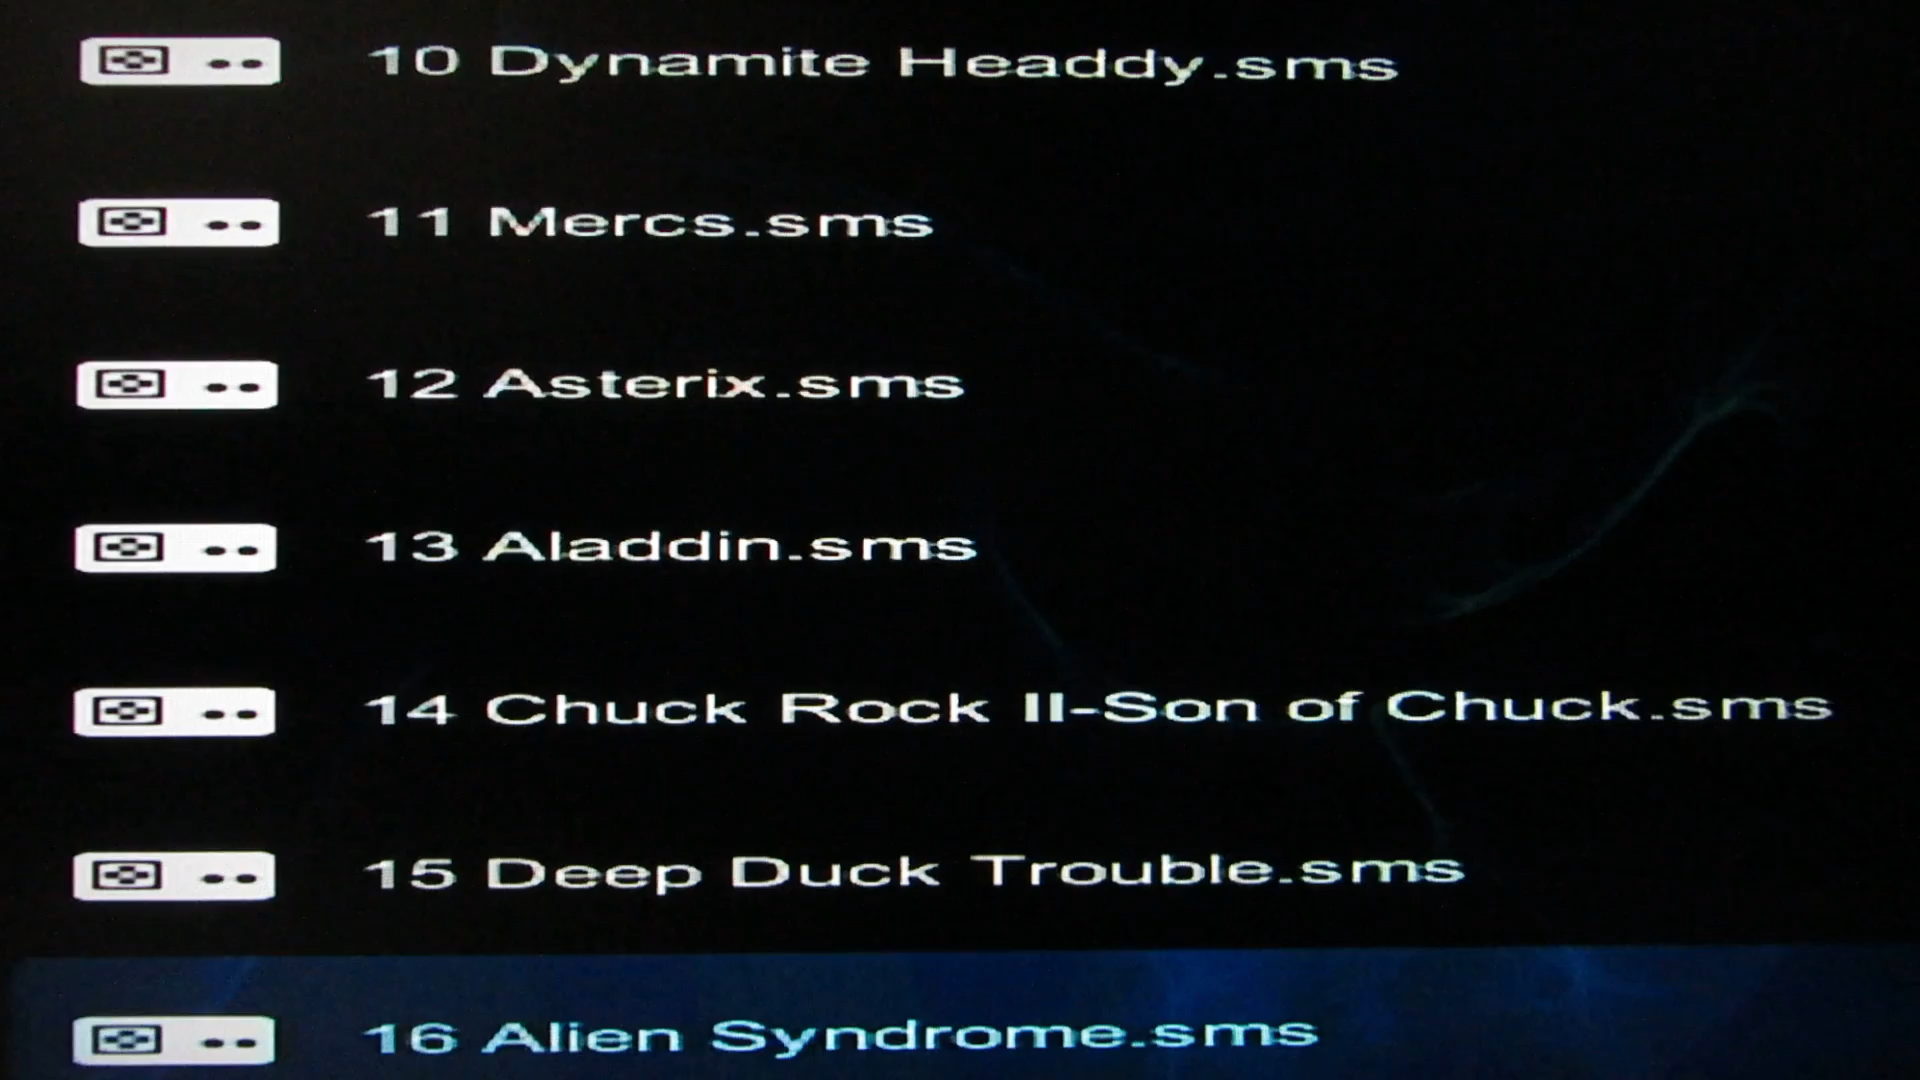 10 Dynamite Headdy.sms
11 Mercs.sms
12 Asterix.sms
13 Aladdin.sms
14 Chuck Rock II-Son of Chuck.sms
15 Deep Duck Trouble.sms
16 Alien Syndrome.sms